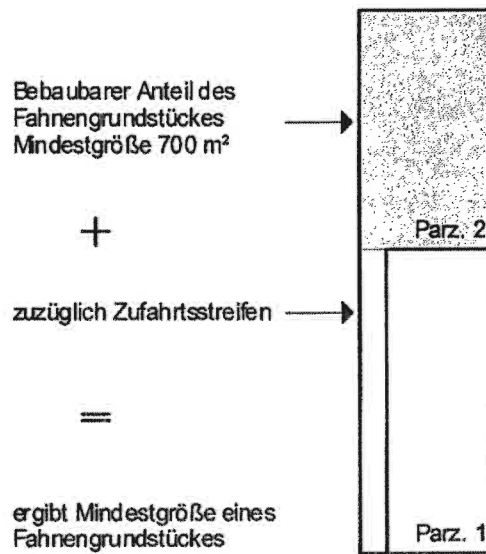 Bebaubarer Anteil des
Fahnengrundstückes
Mindestgröße 700 m²
Parz. 2
+
zuzüglich Zufahrtsstreifen
=
ergibt Mindestgröße eines
Fahnengrundstückes
Parz. 1